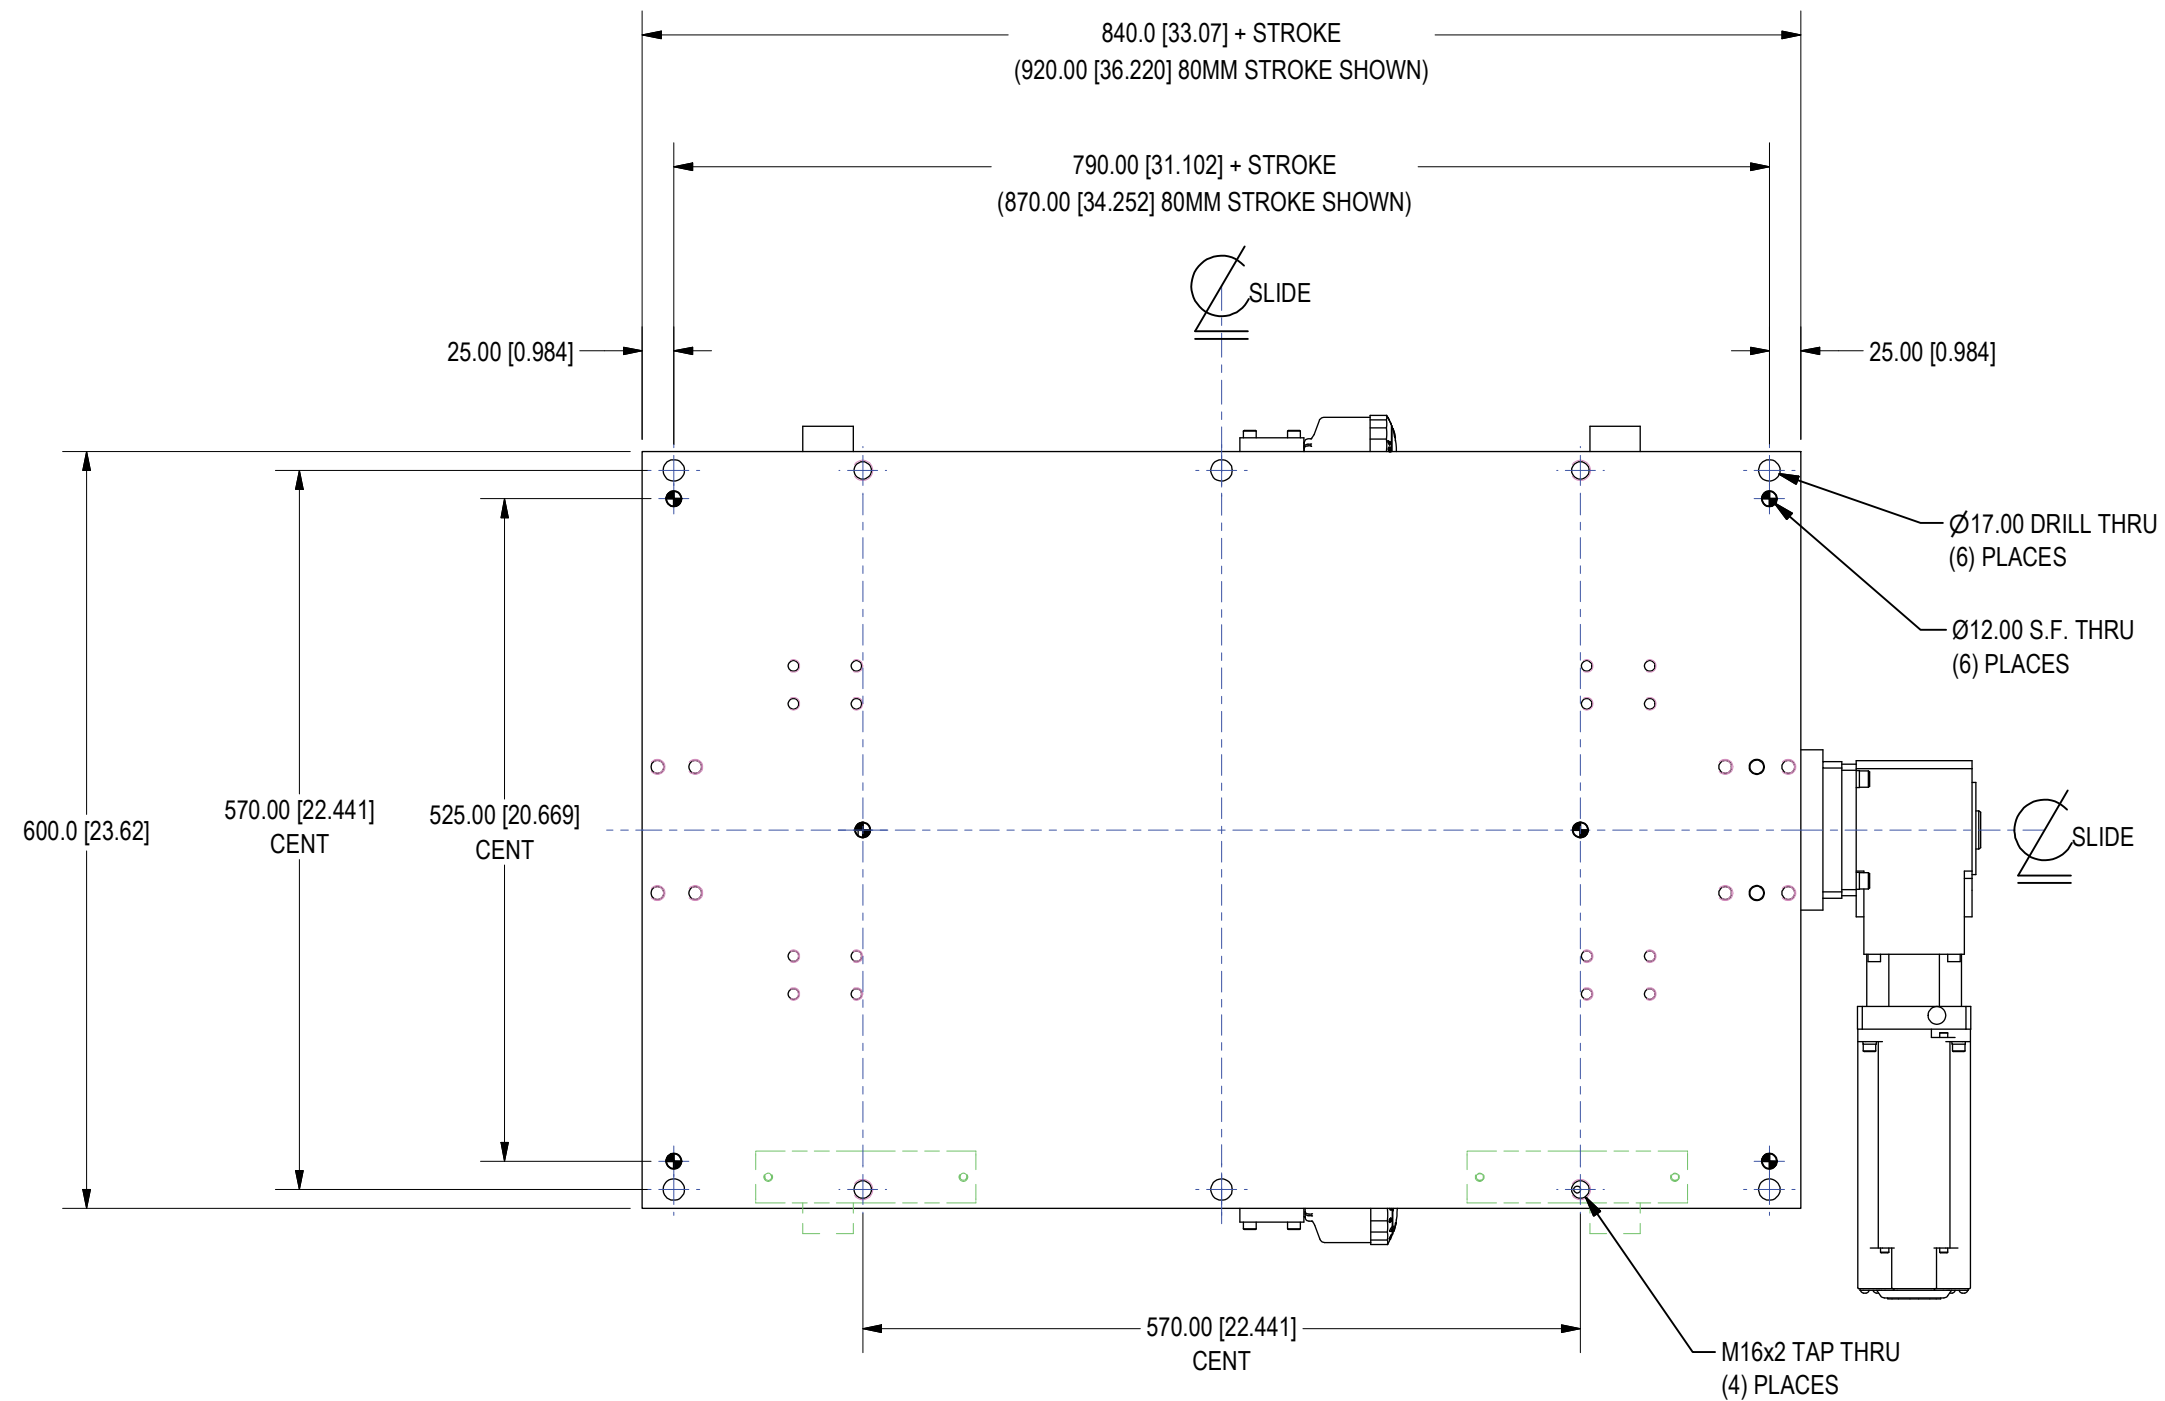 840.0 [33.07] + STROKE
(920.00 [36.220] 80MM STROKE SHOWN)
790.00 [31.102] + STROKE
(870.00 [34.252] 80MM STROKE SHOWN)
SLIDE
25.00 [0.984]
25.00 [0.984]
Ø17.00 DRILL THRU
(6) PLACES
Ø12.00 S.F. THRU
(6) PLACES
600.0 [23.62]
570.00 [22.441]
CENT
525.00 [20.669]
CENT
SLIDE
570.00 [22.441]
CENT
M16x2 TAP THRU
(4) PLACES